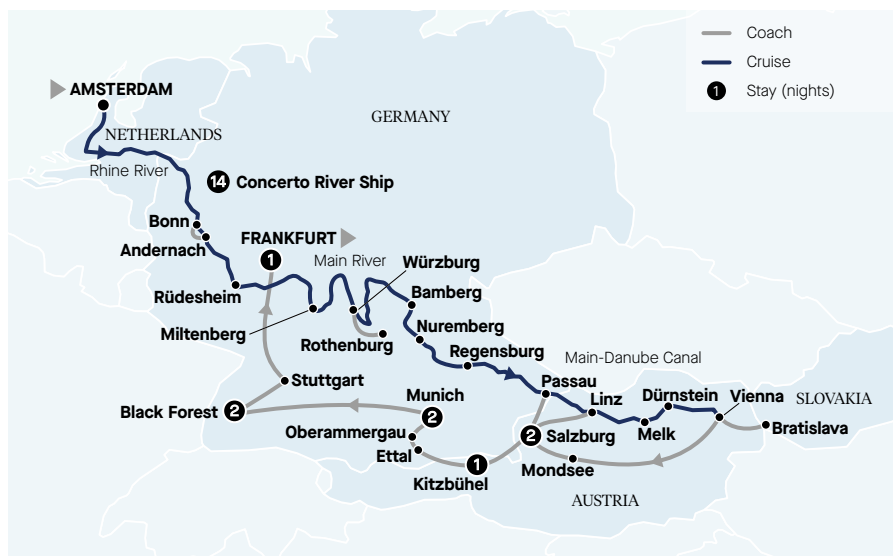 Coach
Cruise
1 Stay (nights)
AMSTERDAM
GERMANY
NETHERLANDS
Rhine River
14 Concerto River Ship
Bonn
Andernach
FRANKFURT
1
Main River
Würzburg
Rüdesheim
Bamberg
Miltenberg
Nuremberg
Rothenburg
Regensburg
Main-Danube Canal
Stuttgart
Passau
Black Forest 2
Munich
2
Linz
Dürnstein
Vienna
SLOVAKIA
Oberammergau
2 Salzburg
Melk
Bratislava
Ettal
1
Kitzbühel
Mondsee
AUSTRIA